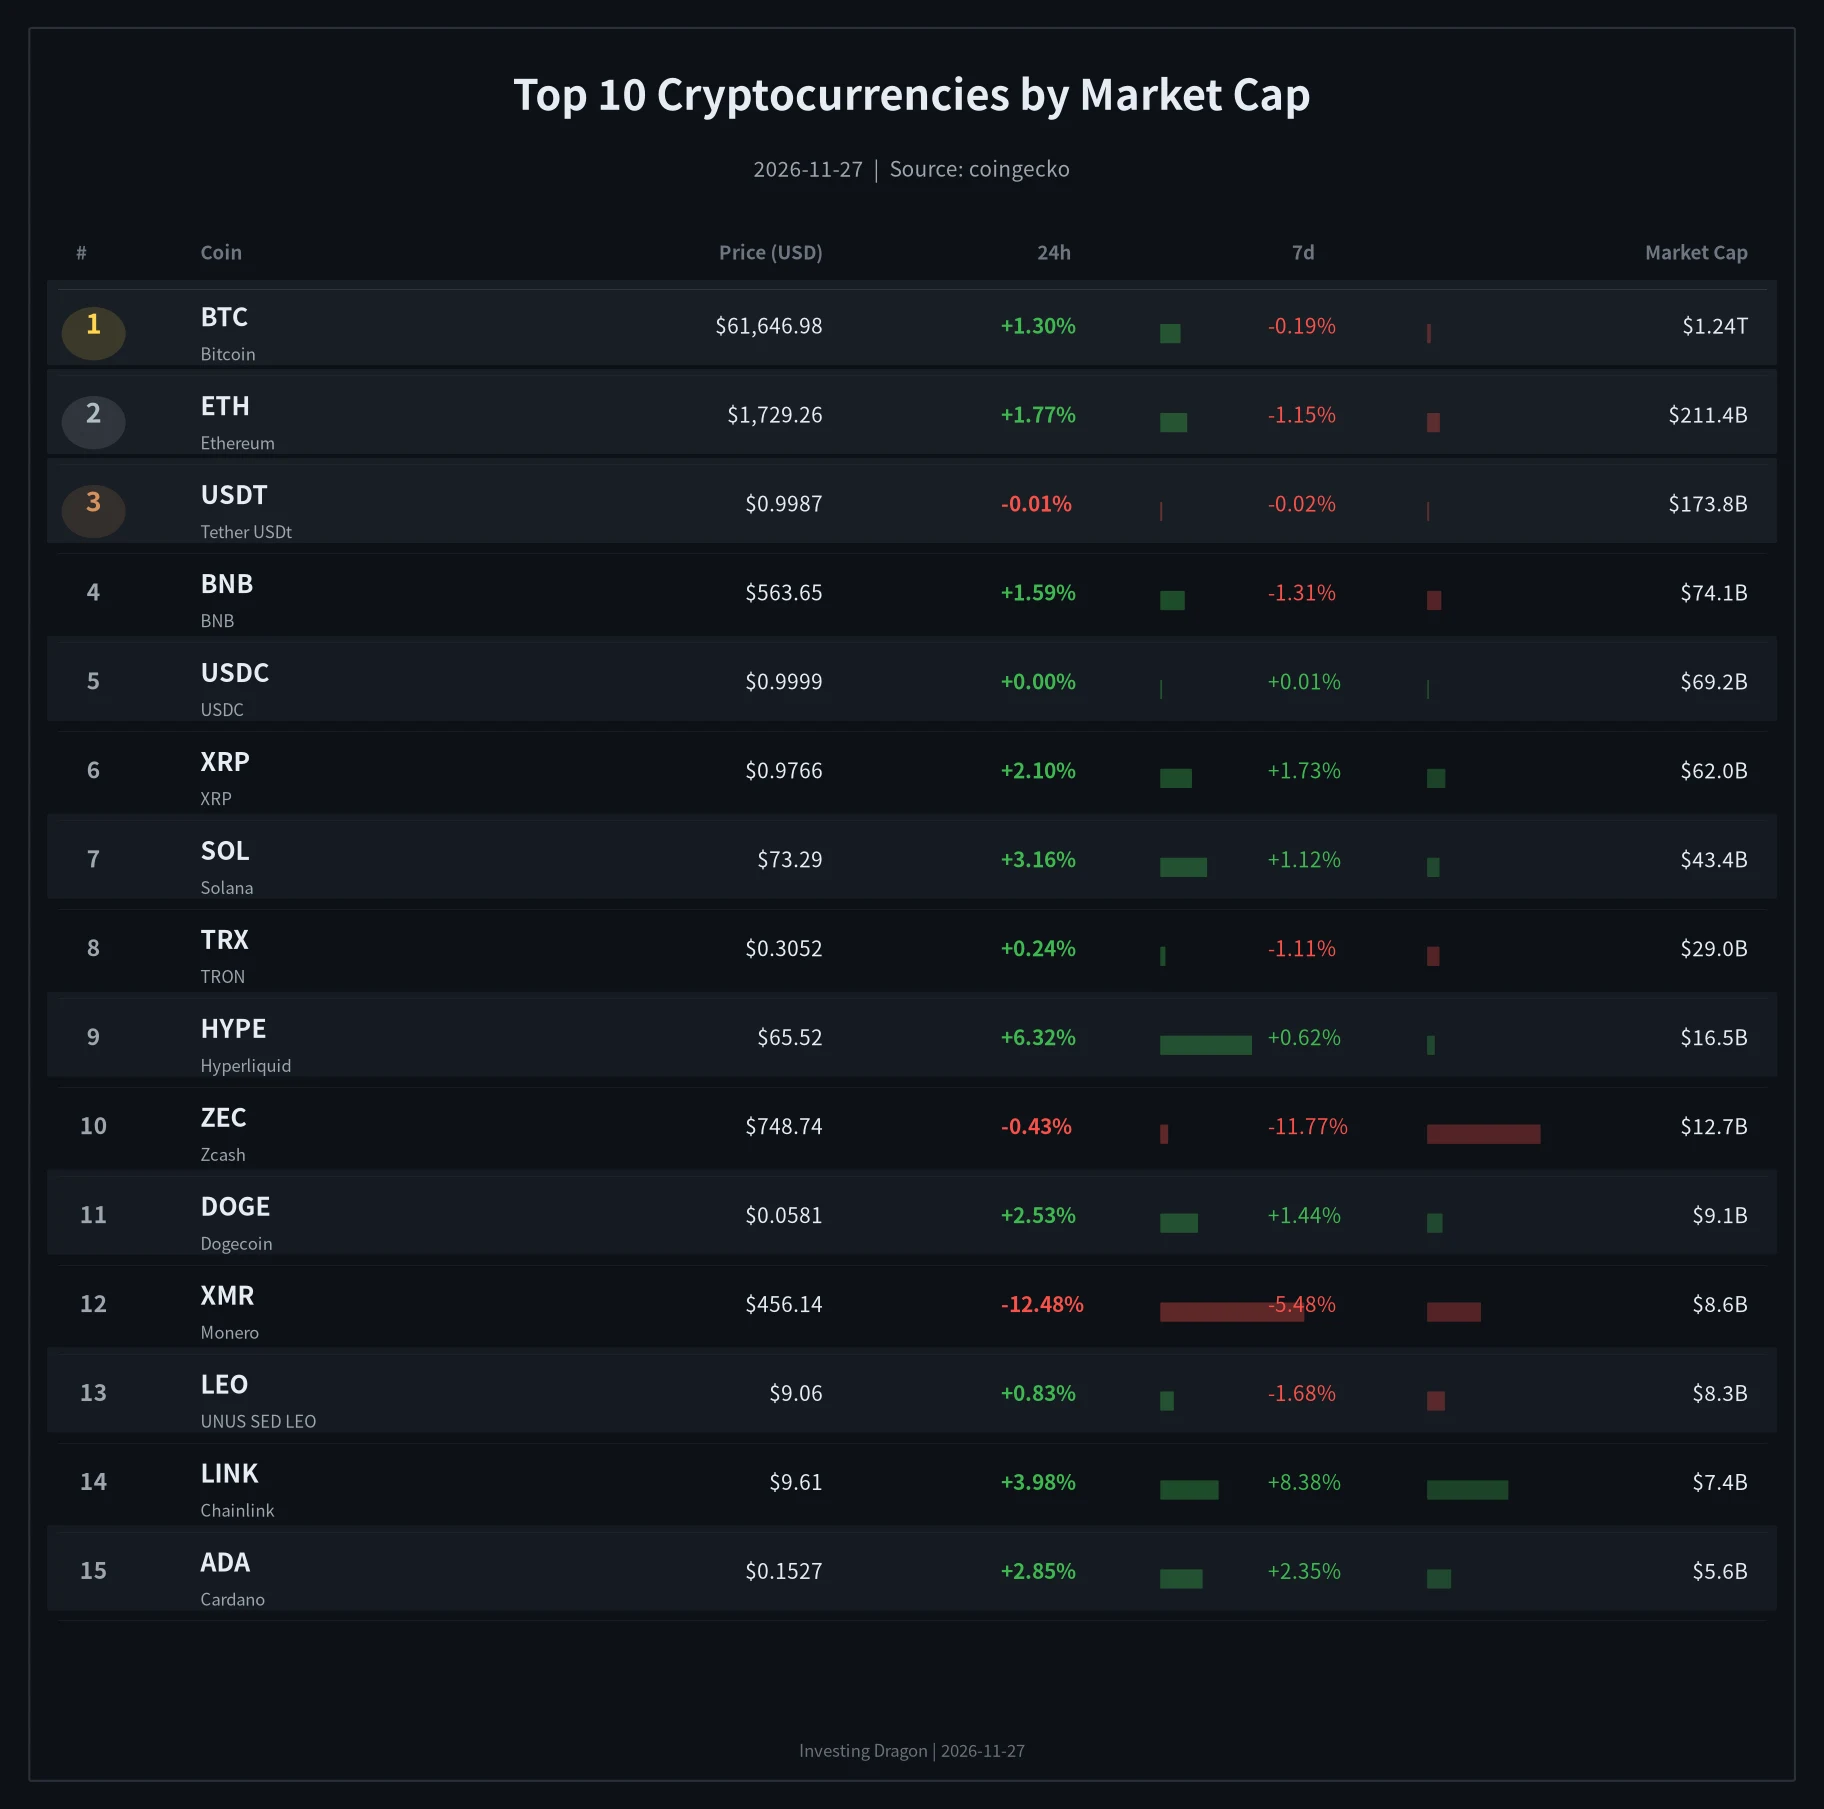 Top 10 Cryptocurrencies by Market Cap
2026-11-27 | Source: coingecko
# Coin Price (USD) 24h 7d Market Cap
1 BTC $61,646.98 +1.30% -0.19% $1.24T
Bitcoin
2 ETH $1,729.26 +1.77% -1.15% $211.4B
Ethereum
3 USDT $0.9987 -0.01% -0.02% $173.8B
Tether USDt
4 BNB $563.65 +1.59% -1.31% $74.1B
BNB
5 USDC $0.9999 +0.00% +0.01% $69.2B
USDC
6 XRP $0.9766 +2.10% +1.73% $62.0B
XRP
7 SOL $73.29 +3.16% +1.12% $43.4B
Solana
8 TRX $0.3052 +0.24% -1.11% $29.0B
TRON
9 HYPE $65.52 +6.32% +0.62% $16.5B
Hyperliquid
10 ZEC $748.74 -0.43% -11.77% $12.7B
Zcash
11 DOGE $0.0581 +2.53% +1.44% $9.1B
Dogecoin
12 XMR $456.14 -12.48% -5.48% $8.6B
Monero
13 LEO $9.06 +0.83% -1.68% $8.3B
UNUS SED LEO
14 LINK $9.61 +3.98% +8.38% $7.4B
Chainlink
15 ADA $0.1527 +2.85% +2.35% $5.6B
Cardano
Investing Dragon | 2026-11-27